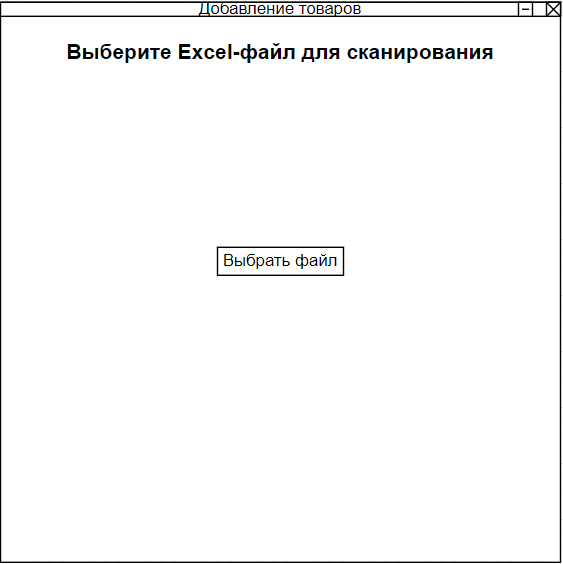 Добавление товаров
Выберите Excel-файл для сканирования
Выбрать файл